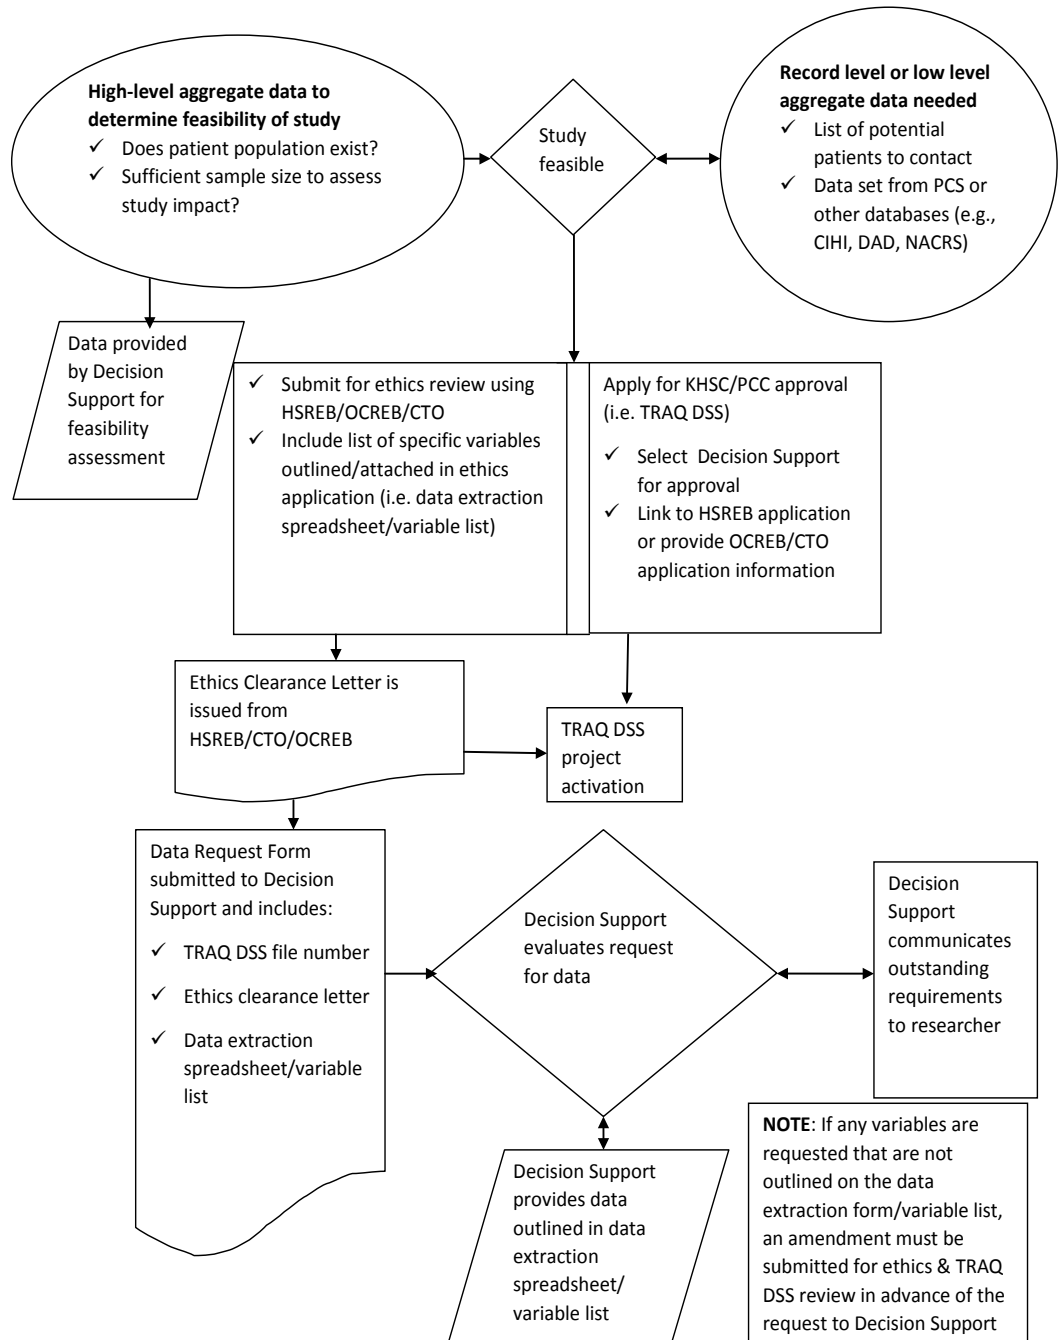 High-level aggregate data to
determine feasibility of study
✓ Does patient population exist?
✓ Sufficient sample size to assess
study impact?
Study
feasible
Record level or low level
aggregate data needed
✓ List of potential
patients to contact
✓ Data set from PCS or
other databases (e.g.,
CIHI, DAD, NACRS)
Data provided
by Decision
Support for
feasibility
assessment
✓ Submit for ethics review using
HSREB/OCREB/CTO
✓ Include list of specific variables
outlined/attached in ethics
application (i.e. data extraction
spreadsheet/variable list)
Apply for KHSC/PCC approval
(i.e. TRAQ DSS)
✓ Select Decision Support
for approval
✓ Link to HSREB application
or provide OCREB/CTO
application information
Ethics Clearance Letter is
issued from
HSREB/CTO/OCREB
TRAQ DSS
project
activation
Data Request Form
submitted to Decision
Support and includes:
✓ TRAQ DSS file number
✓ Ethics clearance letter
✓ Data extraction
spreadsheet/variable
list
Decision Support
evaluates request
for data
Decision
Support
communicates
outstanding
requirements
to researcher
Decision Support
provides data
outlined in data
extraction
spreadsheet/
variable list
NOTE: If any variables are
requested that are not
outlined on the data
extraction form/variable list,
an amendment must be
submitted for ethics & TRAQ
DSS review in advance of the
request to Decision Support